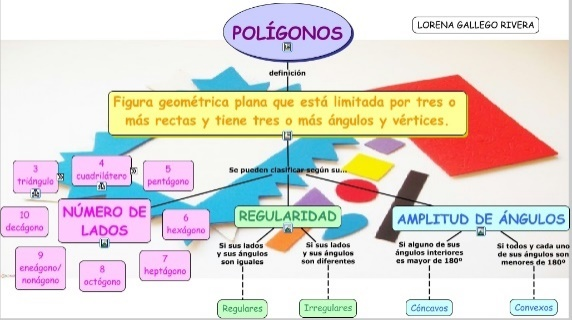 POLÍGONOS
LORENA GALLEGO RIVERA
definición
Figura geométrica plana que está limitada por tres o
más rectas y tiene tres o más ángulos y vértices.
Se pueden clasificar según su...
3
triángulo
4
cuadrilátero
5
pentágono
10
decágono
NÚMERO DE
LADOS
6
hexágono
9
eneágono/
nonágono
8
octógono
7
heptágono
REGULARIDAD
Si sus lados
y sus ángulos
son iguales
Si sus lados
y sus ángulos
son diferentes
Regulares
Irregulares
AMPLITUD DE ÁNGULOS
Si alguno de sus
ángulos interiores
es mayor de 180º
Si todos y cada uno
de sus ángulos son
menores de 180º
Cóncavos
Convexos